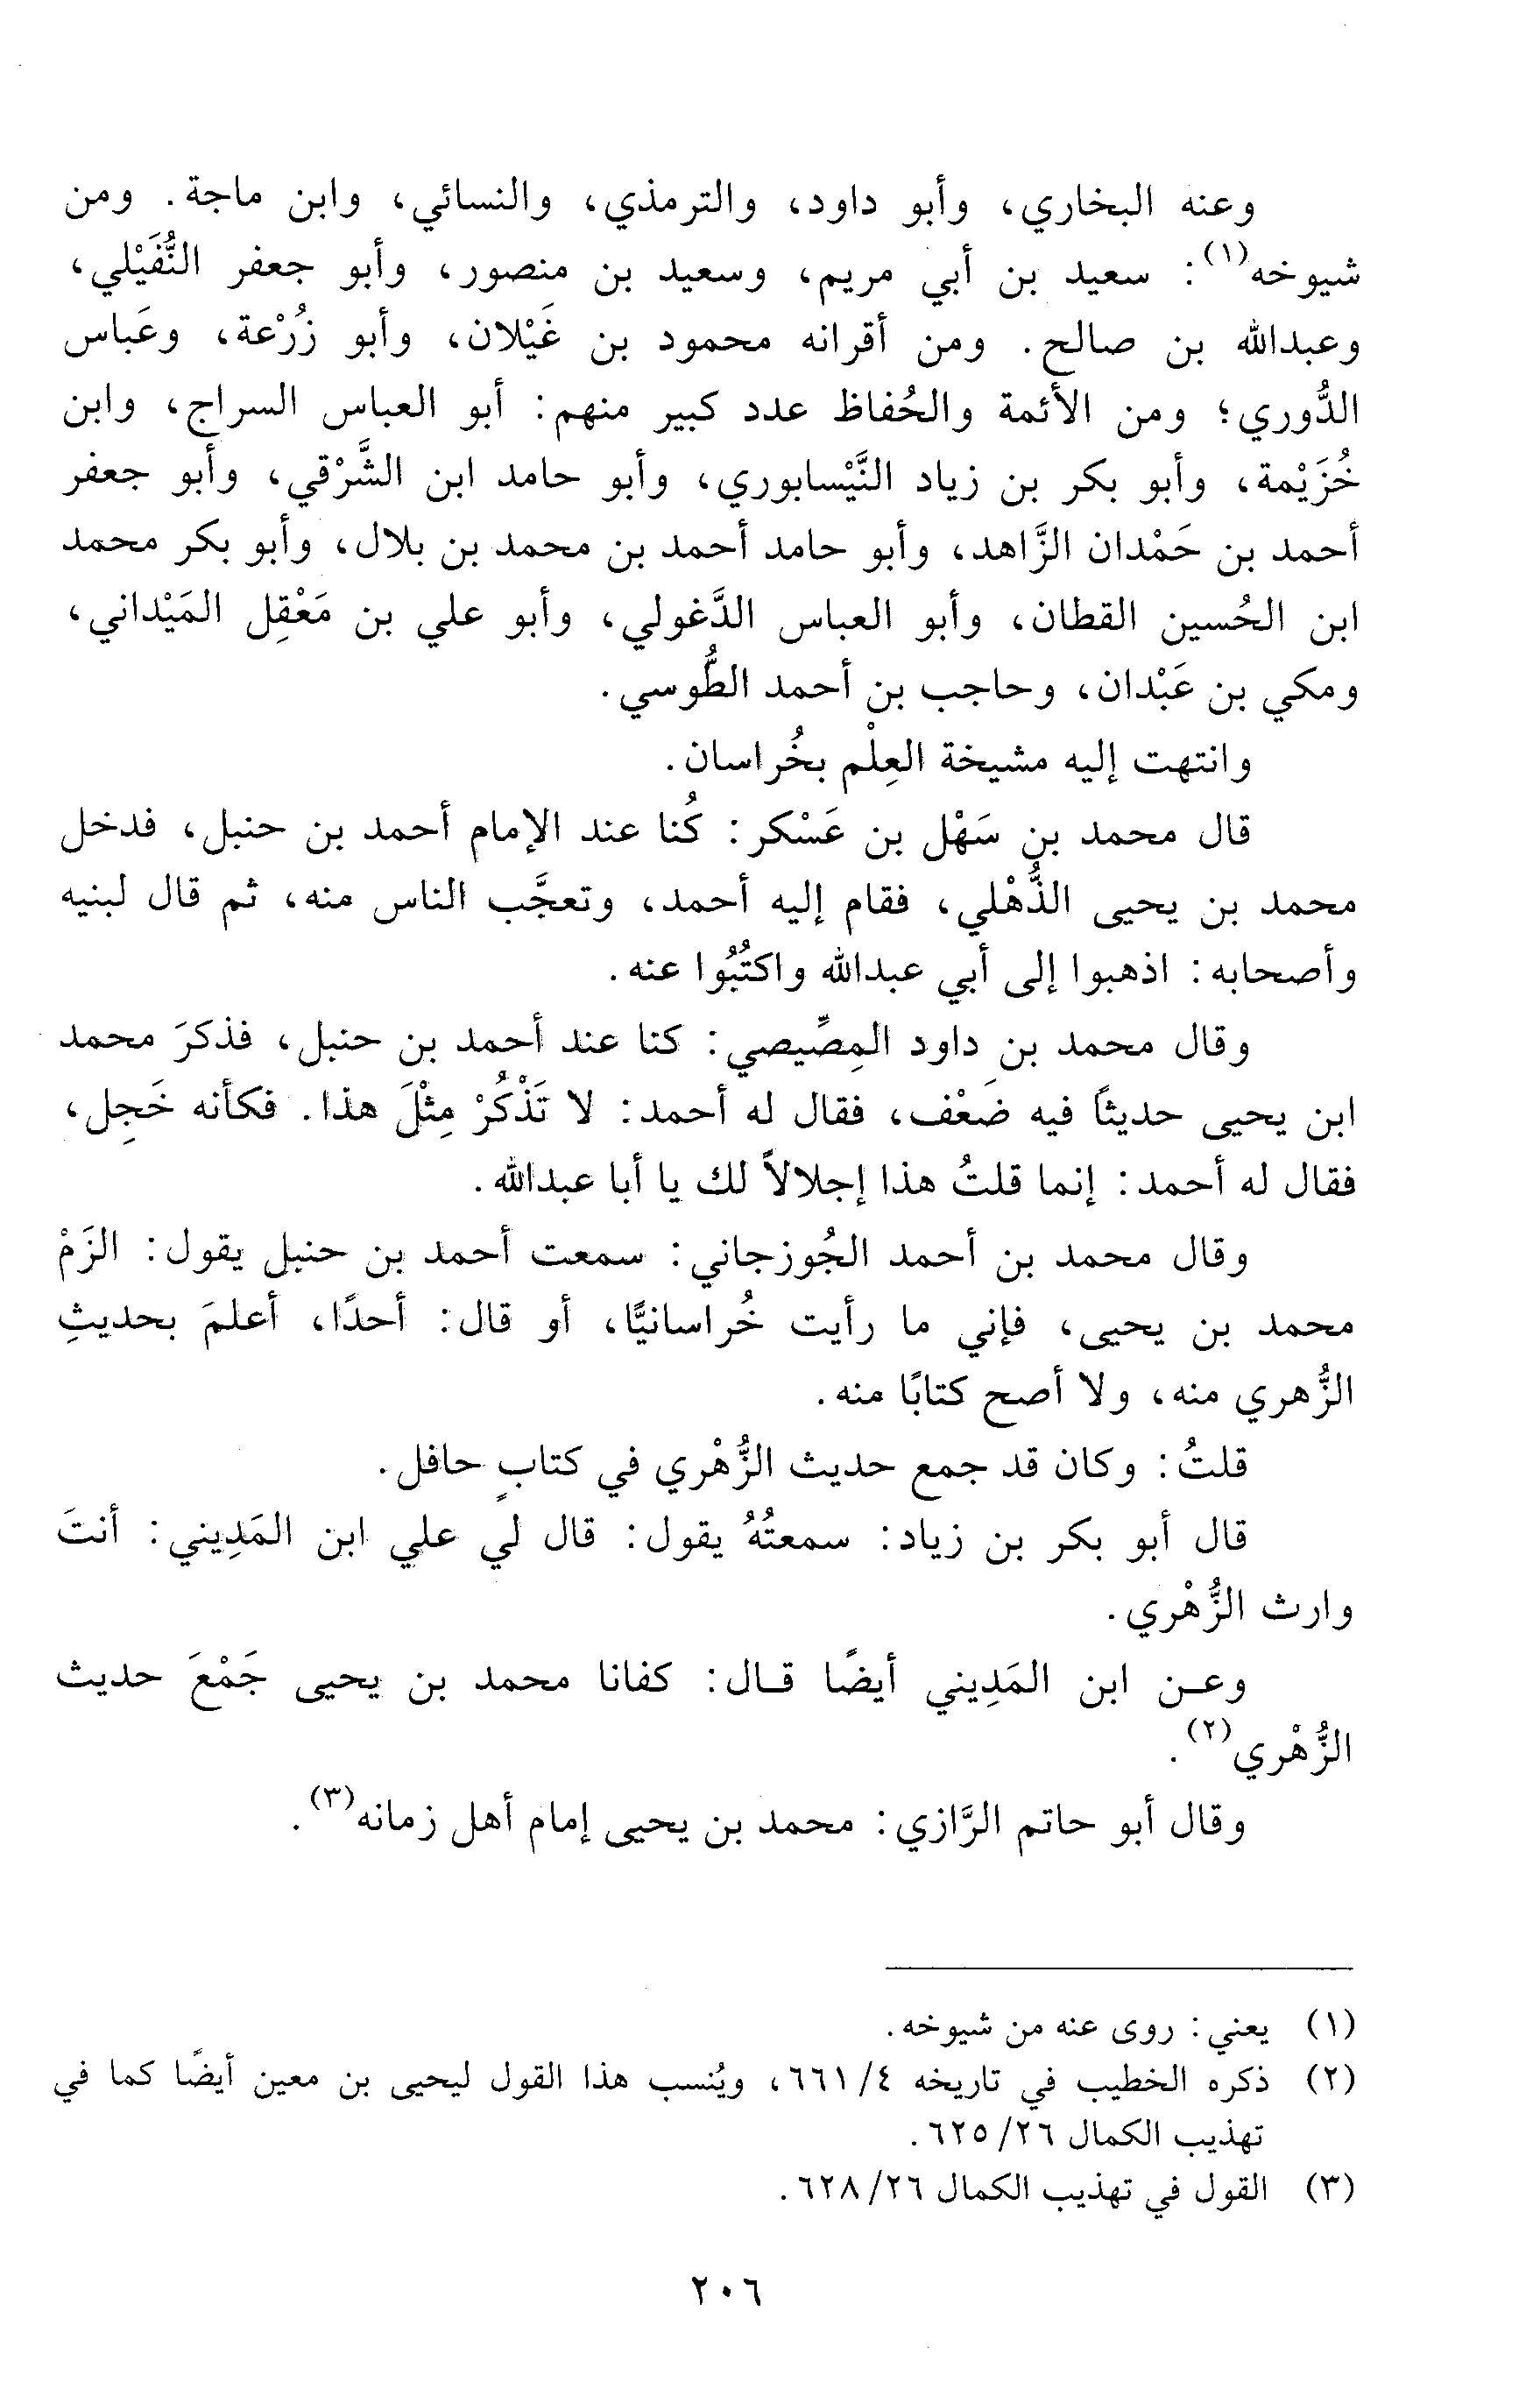 وعنه البخاري، وأبو داود، والترمذي، والنسائي، وابن ماجة. ومن
شيوخه(١): سعيد بن أبي مريم، وسعيد بن منصور، وأبو جعفر النُّفَيْلي،
وعبدالله بن صالح. ومن أقرانه محمود بن غَيْلان، وأبو زُرْعة، وعَباس
الدُّوري؛ ومن الأئمة والحُفاظ عدد كبير منهم: أبو العباس السراج، وابن
خُزَيْمة، وأبو بكر بن زياد النَّيْسابوري، وأبو حامد ابن الشَّرْقي، وأبو جعفر
أحمد بن حَمْدان الزَّاهد، وأبو حامد أحمد بن محمد بن بلال، وأبو بكر محمد
ابن الحُسين القطان، وأبو العباس الدَّغولي، وأبو علي بن مَعْقِل المَيْداني،
ومكي بن عَبْدان، وحاجب بن أحمد الطُّوسي.
وانتهت إليه مشيخة العِلْم بخُراسان.
قال محمد بن سَهْل بن عَسْكر: كُنا عند الإمام أحمد بن حنبل، فدخل
محمد بن يحيى الذُّهْلي، فقام إليه أحمد، وتعجَّب الناس منه، ثم قال لبنيه
وأصحابه: اذهبوا إلى أبي عبدالله واكتُبُوا عنه.
وقال محمد بن داود المِصِّيصي: كنا عند أحمد بن حنبل، فذكرَ محمد
ابن يحيى حديثاً فيه ضَعْف، فقال له أحمد: لا تَذْكُرْ مِثْلَ هذا. فكأنه خَجِل،
فقال له أحمد: إنما قلتُ هذا إجلالاً لك يا أبا عبدالله.
وقال محمد بن أحمد الجُوزجاني: سمعت أحمد بن حنبل يقول: الزَمْ
محمد بن يحيى، فإني ما رأيت خُراسانيًّا، أو قال: أحدًا، أعلمَ بحديثِ
الزُّهري منه، ولا أصح كتابًا منه.
قلتُ: وكان قد جمع حديث الزُّهْري في كتابٍ حافل.
قال أبو بكر بن زياد: سمعتُهُ يقول: قال لي علي ابن المَدِيني: أنتَ
وارث الزُّهْري.
وعن ابن المَدِيني أيضًا قال: كفانا محمد بن يحيى جَمْعَ حديث
الزُّهْري(٢).
وقال أبو حاتم الرَّازي: محمد بن يحيى إمام أهل زمانه(٣).
(١) يعني: روى عنه من شيوخه.
(٢) ذكره الخطيب في تاريخه ٤/ ٦٦١، ويُنسب هذا القول ليحيى بن معين أيضًا كما في
تهذيب الكمال ٢٦/ ٦٢٥.
(٣) القول في تهذيب الكمال ٢٦/ ٦٢٨.
٢٠٦